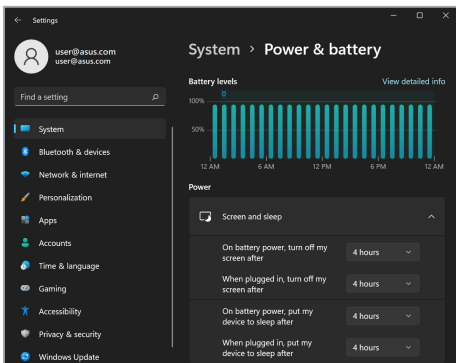 Settings
user@asus.com
user@asus.com
Find a setting
System
Bluetooth & devices
Network & internet
Personalization
Apps
Accounts
Time & language
Gaming
Accessibility
Privacy & security
Windows Update
System > Power & battery
Battery levels
View detailed info
100%
50%
12 AM 6 AM 12 PM 6 PM 12 AM
Power
Screen and sleep
On battery power, turn off my
screen after
4 hours
When plugged in, turn off my
screen after
4 hours
On battery power, put my
device to sleep after
4 hours
When plugged in, put my
device to sleep after
4 hours